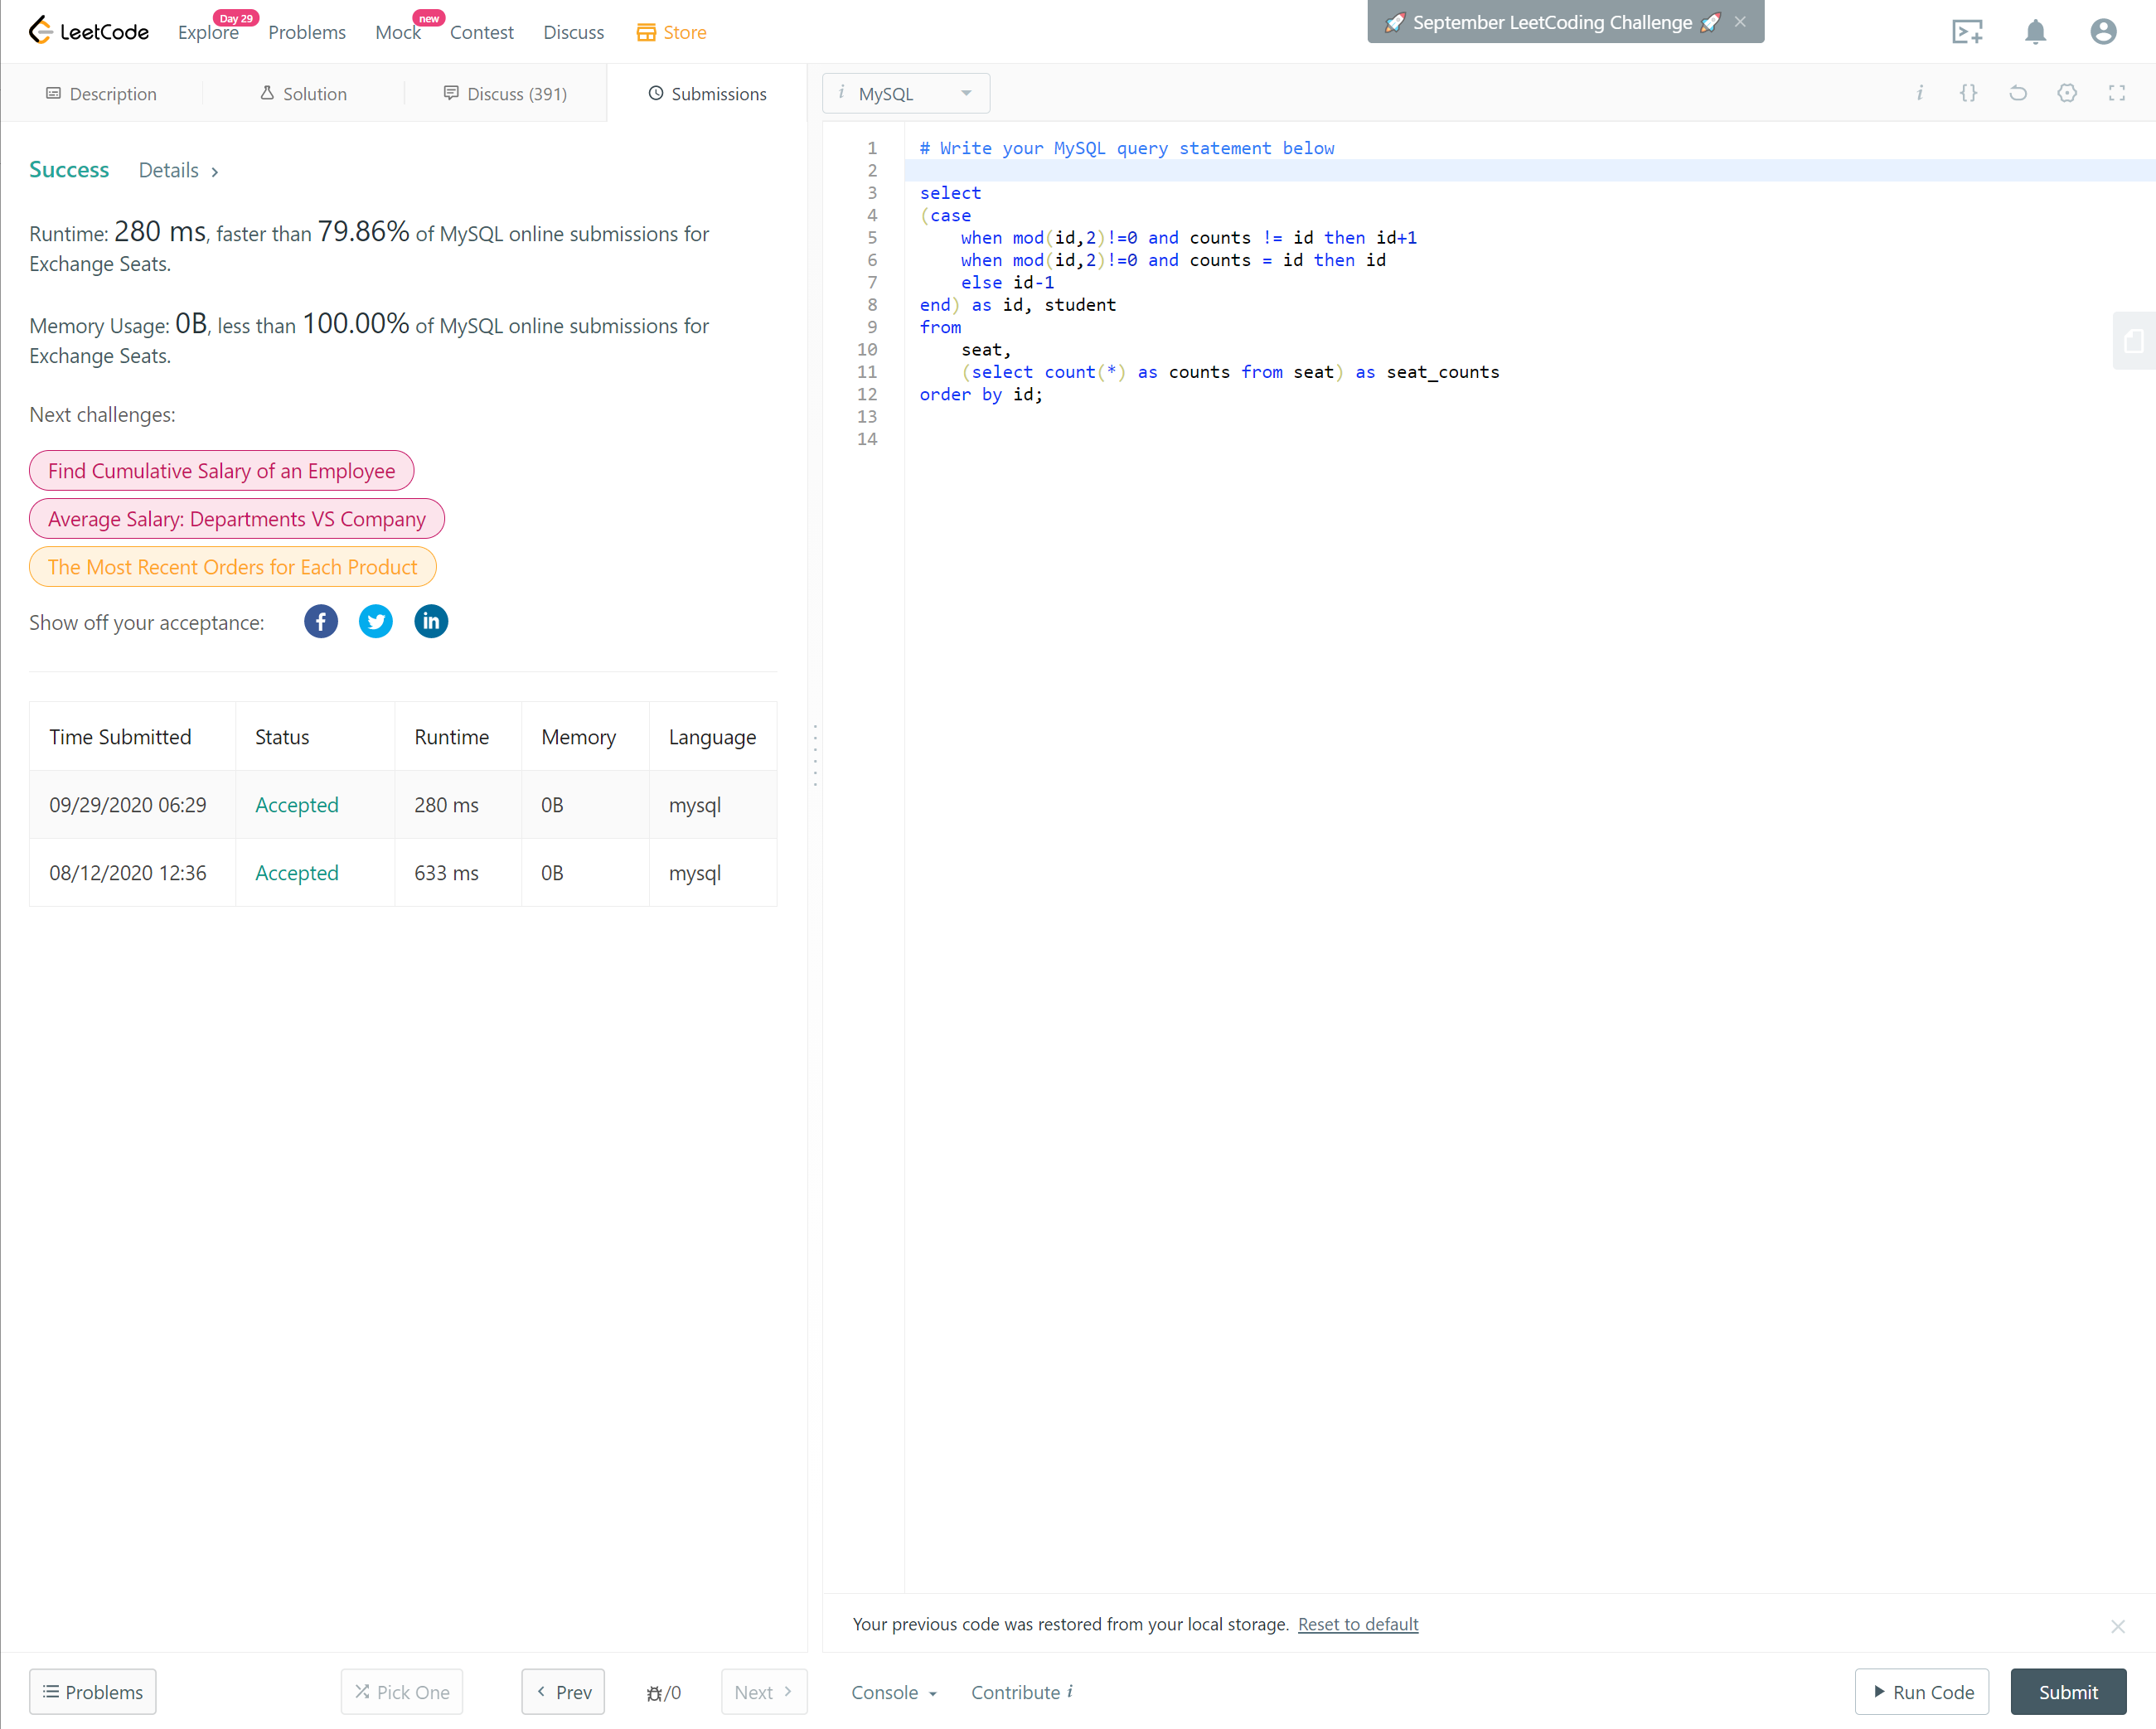 LeetCode
Explore
Day 29
Problems
Mock
new
Contest
Discuss
Store
🚀 September LeetCoding Challenge 🚀 ×
Description
Solution
Discuss (391)
Submissions
Success
Details >
Runtime: 280 ms, faster than 79.86% of MySQL online submissions for
Exchange Seats.
Memory Usage: 0B, less than 100.00% of MySQL online submissions for
Exchange Seats.
Next challenges:
Find Cumulative Salary of an Employee
Average Salary: Departments VS Company
The Most Recent Orders for Each Product
Show off your acceptance:
Time Submitted Status Runtime Memory Language
09/29/2020 06:29 Accepted 280 ms 0B mysql
08/12/2020 12:36 Accepted 633 ms 0B mysql
i MySQL
i {}
1 # Write your MySQL query statement below
2
3 select
4 (case
5     when mod(id,2)!=0 and counts != id then id+1
6     when mod(id,2)!=0 and counts = id then id
7     else id-1
8 end) as id, student
9 from
10     seat,
11     (select count(*) as counts from seat) as seat_counts
12 order by id;
13
14
Your previous code was restored from your local storage. Reset to default
Problems
Pick One
< Prev
/0
Next >
Console
Contribute i
Run Code
Submit